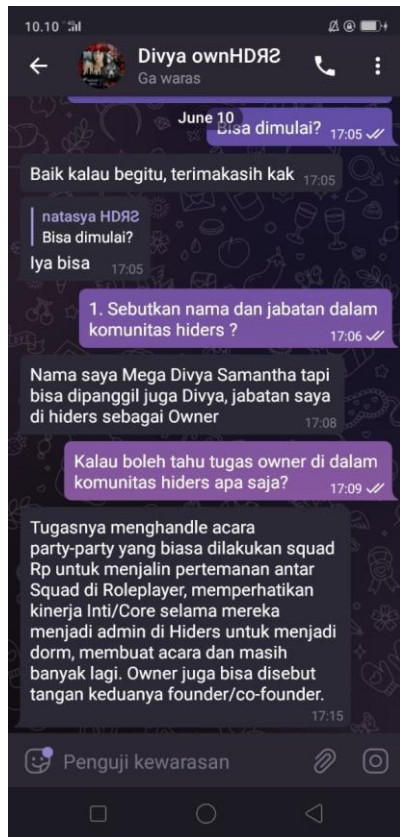 10.10
Divya ownHDЯƧ
Ga waras
June 10
Bisa dimulai? 17:05
Baik kalau begitu, terimakasih kak 17:05
natasya HDЯƧ
Bisa dimulai?
Iya bisa 17:05
1. Sebutkan nama dan jabatan dalam
komunitas hiders ?
17:06
Nama saya Mega Divya Samantha tapi
bisa dipanggil juga Divya, jabatan saya
di hiders sebagai Owner 17:08
Kalau boleh tahu tugas owner di dalam
komunitas hiders apa saja? 17:09
Tugasnya menghandle acara
party-party yang biasa dilakukan squad
Rp untuk menjalin pertemanan antar
Squad di Roleplayer, memperhatikan
kinerja Inti/Core selama mereka
menjadi admin di Hiders untuk menjadi
dorm, membuat acara dan masih
banyak lagi. Owner juga bisa disebut
tangan keduanya founder/co-founder.
17:15
Penguji kewarasan